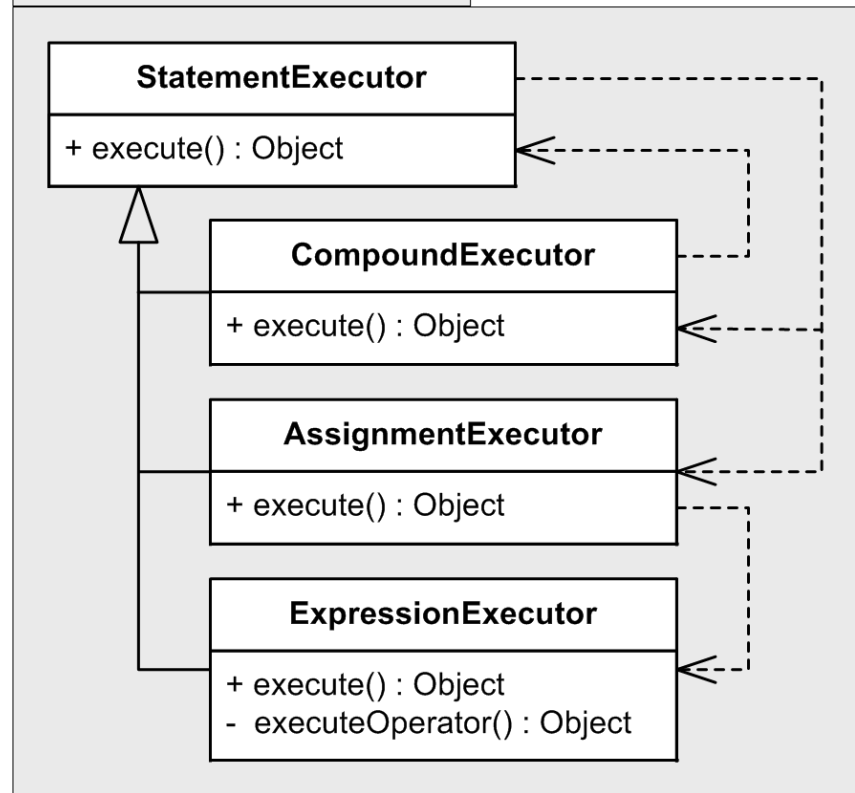 StatementExecutor
+ execute() : Object
CompoundExecutor
+ execute() : Object
AssignmentExecutor
+ execute() : Object
ExpressionExecutor
+ execute() : Object
- executeOperator() : Object